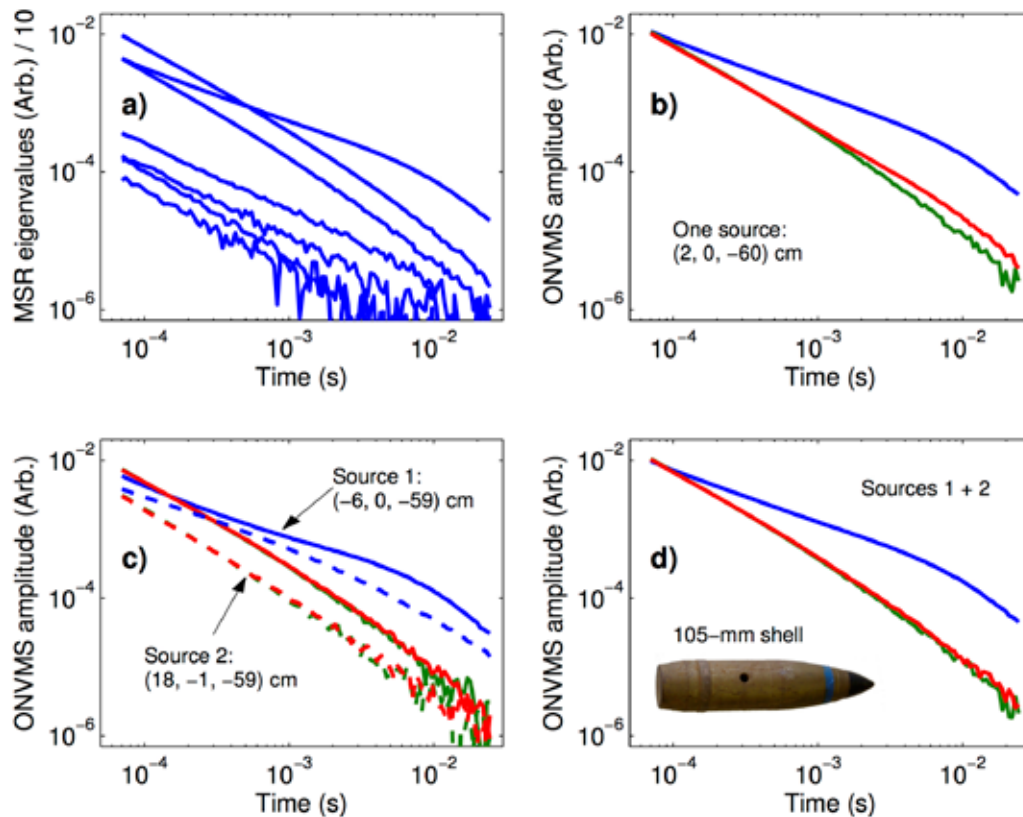 MSR eigenvalues (Arb.) / 10
10⁻²
10⁻⁴
10⁻⁶
a)
10⁻⁴
10⁻³
10⁻²
Time (s)
ONVMS amplitude (Arb.)
10⁻²
10⁻⁴
10⁻⁶
b)
One source:
(2, 0, −60) cm
10⁻⁴
10⁻³
10⁻²
Time (s)
ONVMS amplitude (Arb.)
10⁻²
10⁻⁴
10⁻⁶
c)
Source 1:
(−6, 0, −59) cm
Source 2:
(18, −1, −59) cm
10⁻⁴
10⁻³
10⁻²
Time (s)
ONVMS amplitude (Arb.)
10⁻²
10⁻⁴
10⁻⁶
Sources 1 + 2
d)
105−mm shell
10⁻⁴
10⁻³
10⁻²
Time (s)